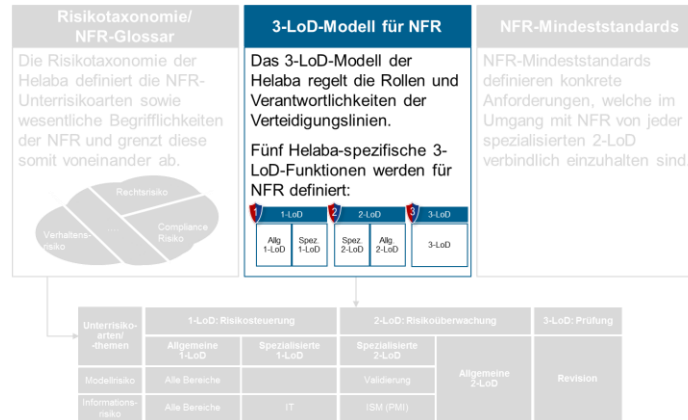 Risikotaxonomie/
NFR-Glossar
Die Risikotaxonomie der
Helaba definiert die NFR-
Unterrisikoarten sowie
wesentliche Begrifflichkeiten
der NFR und grenzt diese
somit voneinander ab.
Rechtsrisiko
Verhaltens-
risiko
....
Compliance
Risiko
3-LoD-Modell für NFR
Das 3-LoD-Modell der
Helaba regelt die Rollen und
Verantwortlichkeiten der
Verteidigungslinien.
Fünf Helaba-spezifische 3-
LoD-Funktionen werden für
NFR definiert:
1 1-LoD 2 2-LoD 3 3-LoD
Allg. Spez. Spez. Allg. 3-LoD
1-LoD 1-LoD 2-LoD 2-LoD
NFR-Mindeststandards
NFR-Mindeststandards
definieren konkrete
Anforderungen, welche im
Umgang mit NFR von jeder
spezialisierten 2-LoD
verbindlich einzuhalten sind.
Unterrisiko-
arten/
-themen
1-LoD: Risikosteuerung
2-LoD: Risikoüberwachung
3-LoD: Prüfung
Allgemeine
1-LoD
Spezialisierte
1-LoD
Spezialisierte
2-LoD
Allgemeine
2-LoD
Revision
Modellrisiko
Alle Bereiche
Validierung
Informations-
risiko
Alle Bereiche
IT
ISM (PMI)